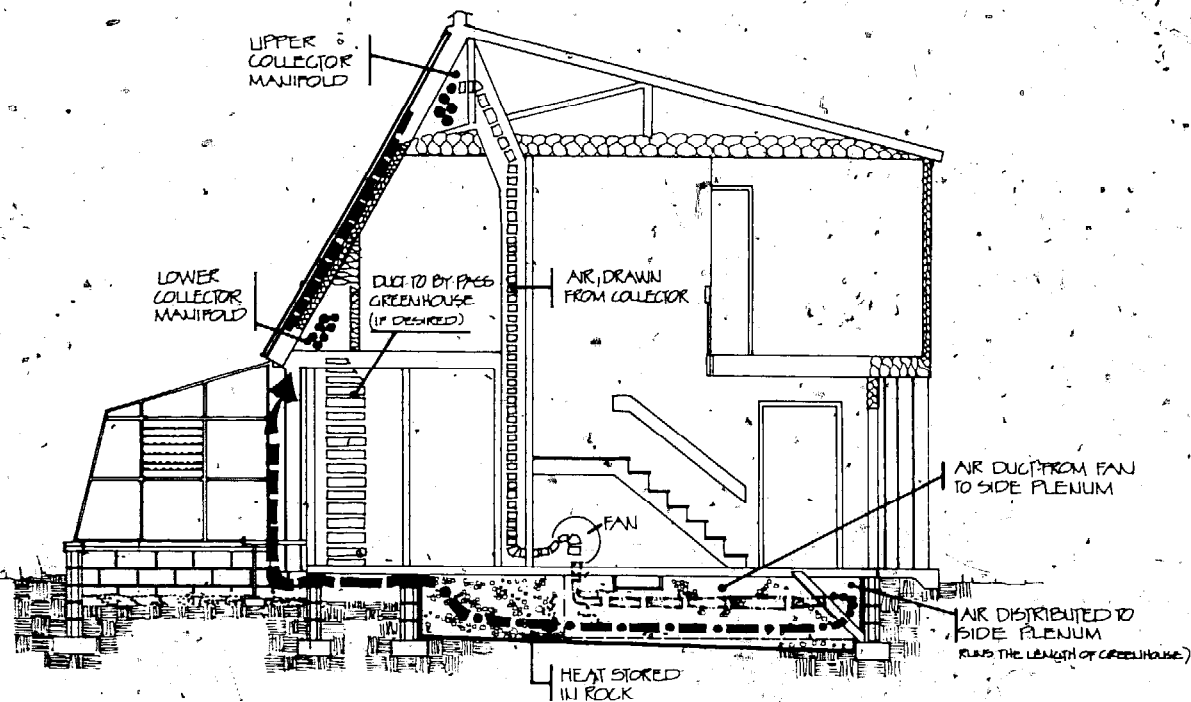 UPPER
COLLECTOR
MANIFOLD
LOWER
COLLECTOR
MANIFOLD
DUCT TO BY-PASS
GREENHOUSE
(IF DESIRED)
AIR DRAWN
FROM COLLECTOR
FAN
AIR DUCT FROM FAN
TO SIDE PLENUM
AIR DISTRIBUTED TO
SIDE PLENUM
RUNS THE LENGTH OF GREENHOUSE)
HEAT STORED
IN ROCK